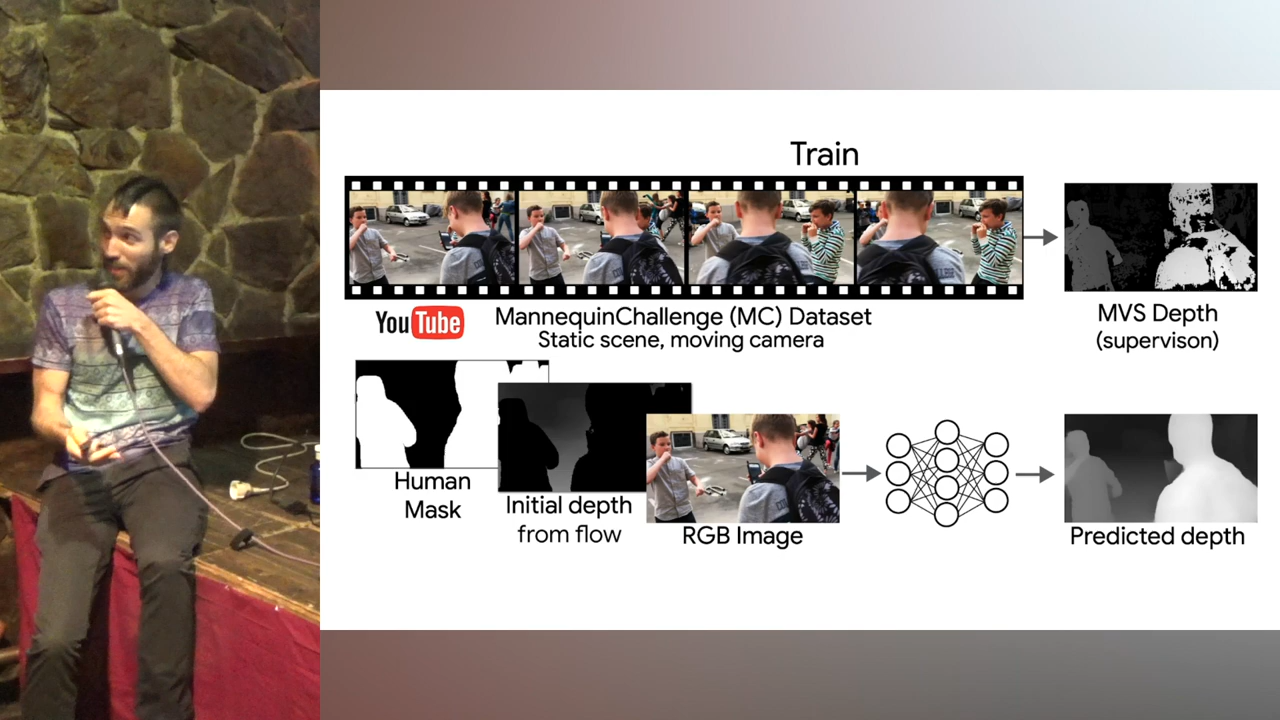 Train
YouTube
MannequinChallenge (MC) Dataset
Static scene, moving camera
MVS Depth
(supervison)
Human
Mask
Initial depth
from flow
RGB Image
Predicted depth